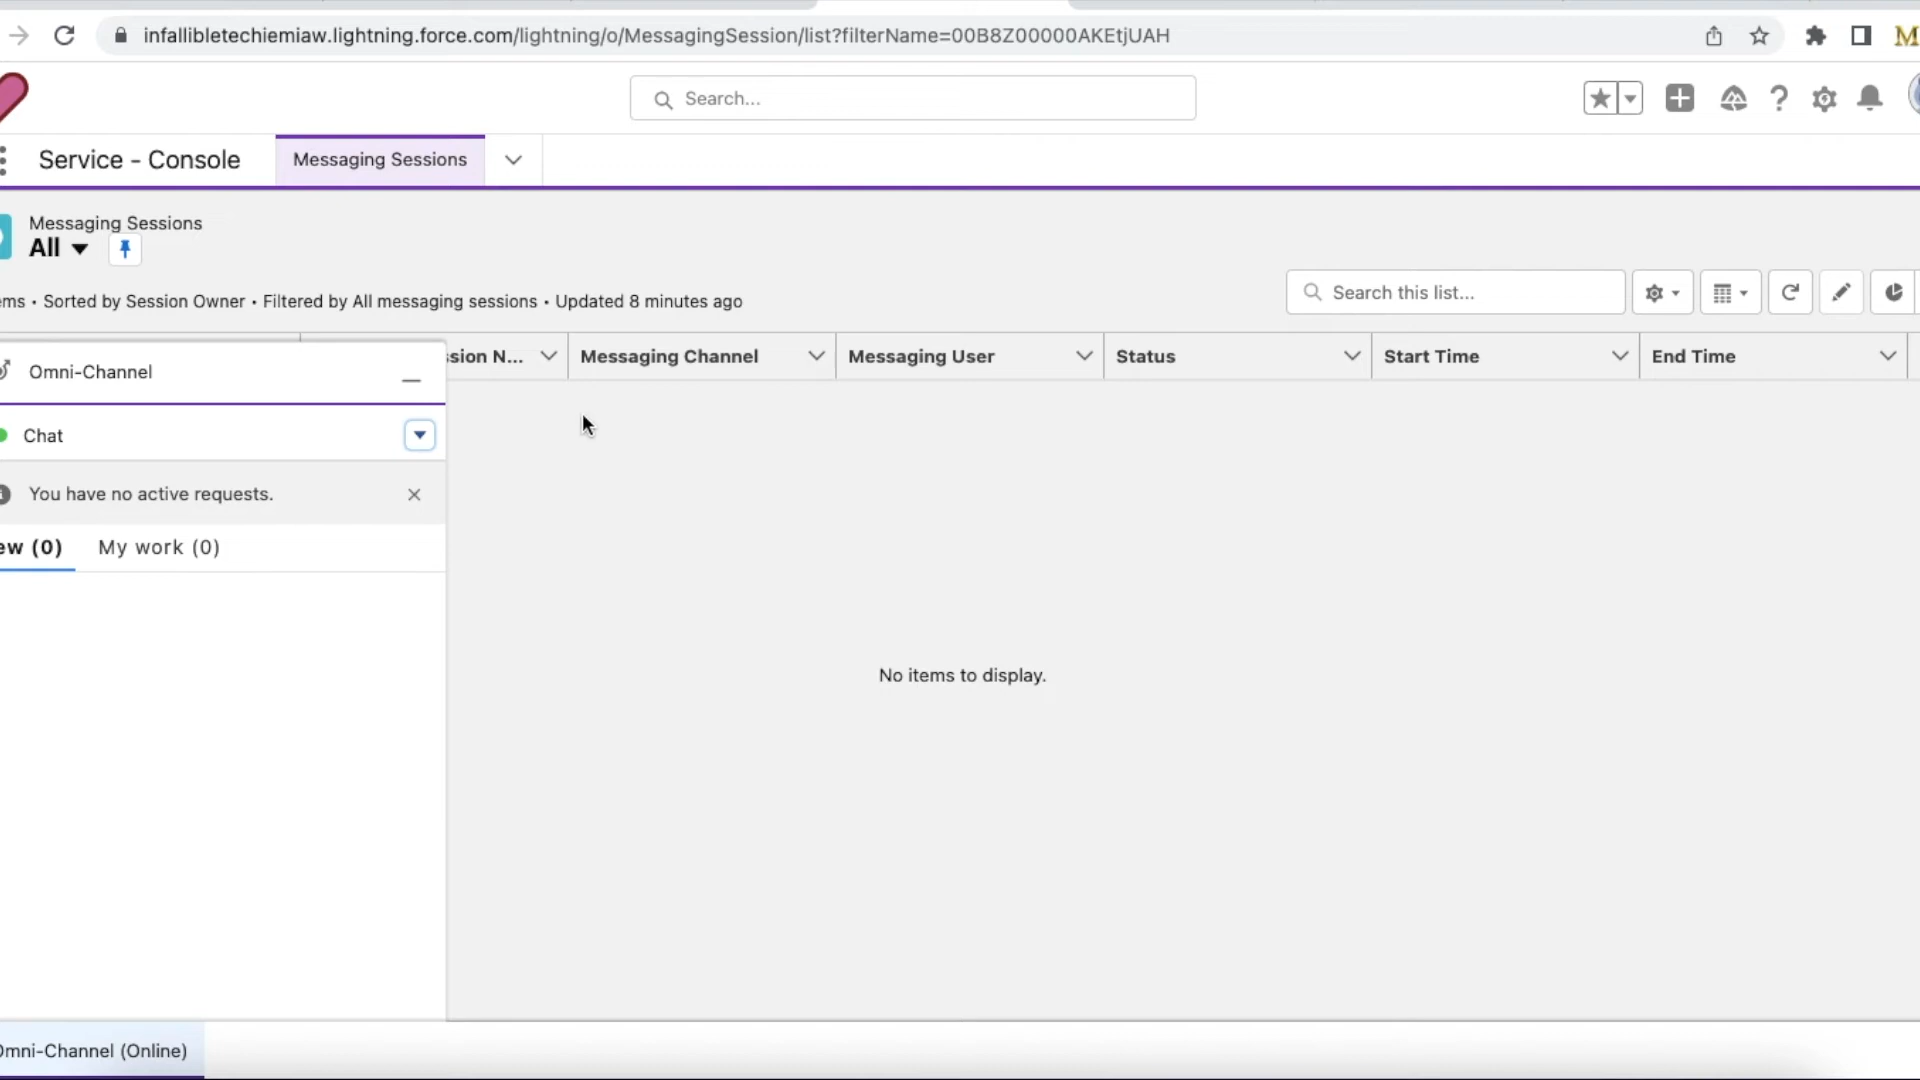 infallibletechiemiaw.lightning.force.com/lightning/o/MessagingSession/list?filterName=00B8Z00000AKEtjUAH
M
Search...
Service - Console
Messaging Sessions
Messaging Sessions
All
ems • Sorted by Session Owner • Filtered by All messaging sessions • Updated 8 minutes ago
Search this list...
ssion N...
Messaging Channel
Messaging User
Status
Start Time
End Time
Omni-Channel
Chat
You have no active requests.
ew (0)
My work (0)
No items to display.
Omni-Channel (Online)